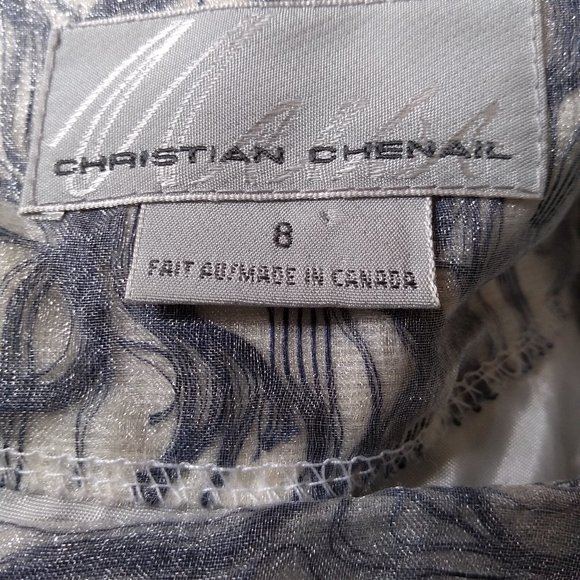 CHRISTIAN CHENAIL
8
FAIT AU/MADE IN CANADA